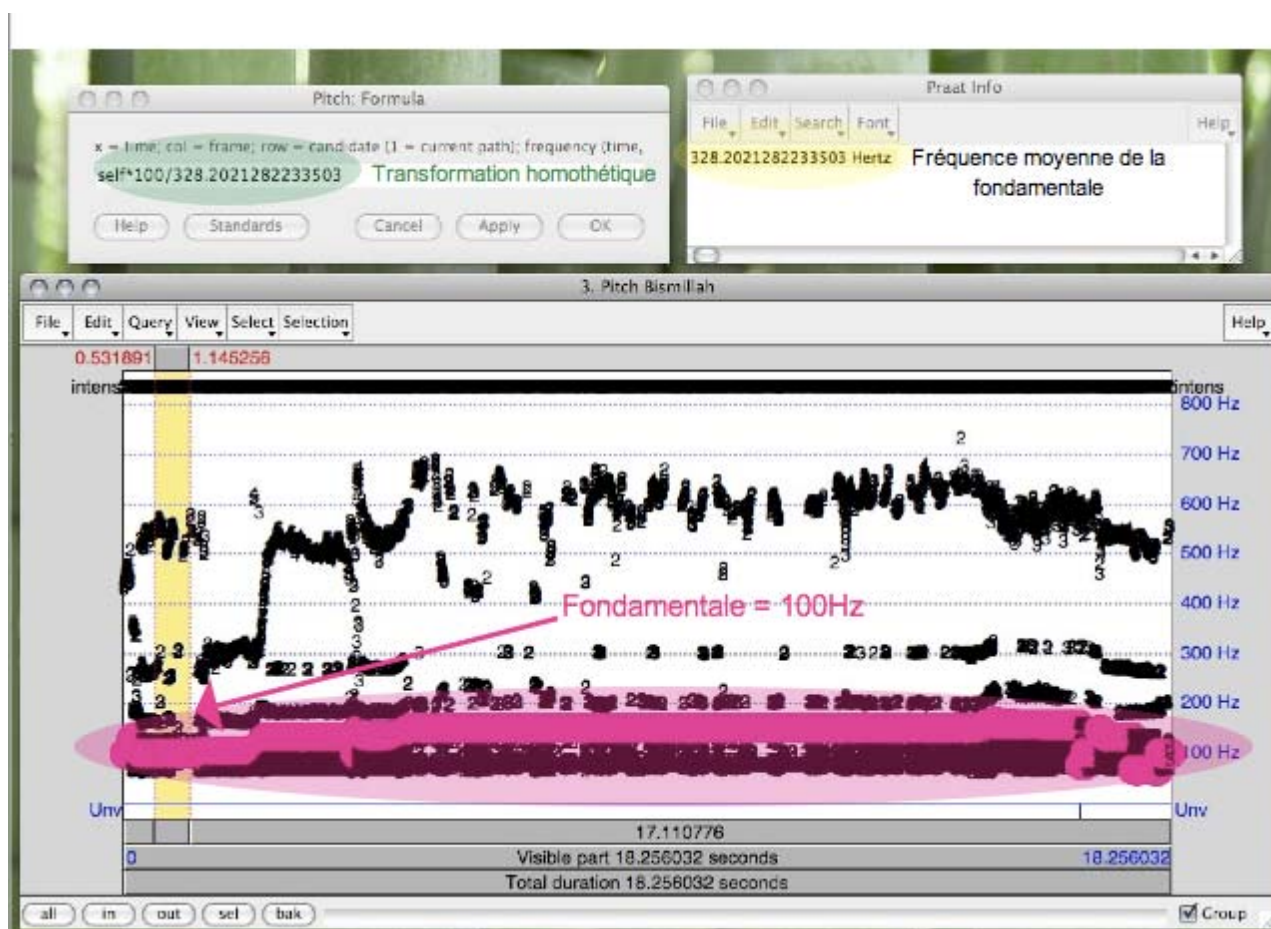 Pitch: Formula
x = time; col = frame; row = candidate (1 = current path); frequency (time,
self*100/328.2021282233503 Transformation homothétique
Help Standards Cancel Apply OK
Praat Info
File Edit Search Font Help
328.2021282233503 Hertz Fréquence moyenne de la
fondamentale
3. Pitch Bismillah
File Edit Query View Select Selection Help
0.531891 1.145256
intens intens
800 Hz
700 Hz
600 Hz
500 Hz
400 Hz
Fondamentale = 100Hz
300 Hz
200 Hz
100 Hz
Unv Unv
17.110776
0 Visible part 18.256032 seconds 18.256032
Total duration 18.256032 seconds
all in out sel bak Group